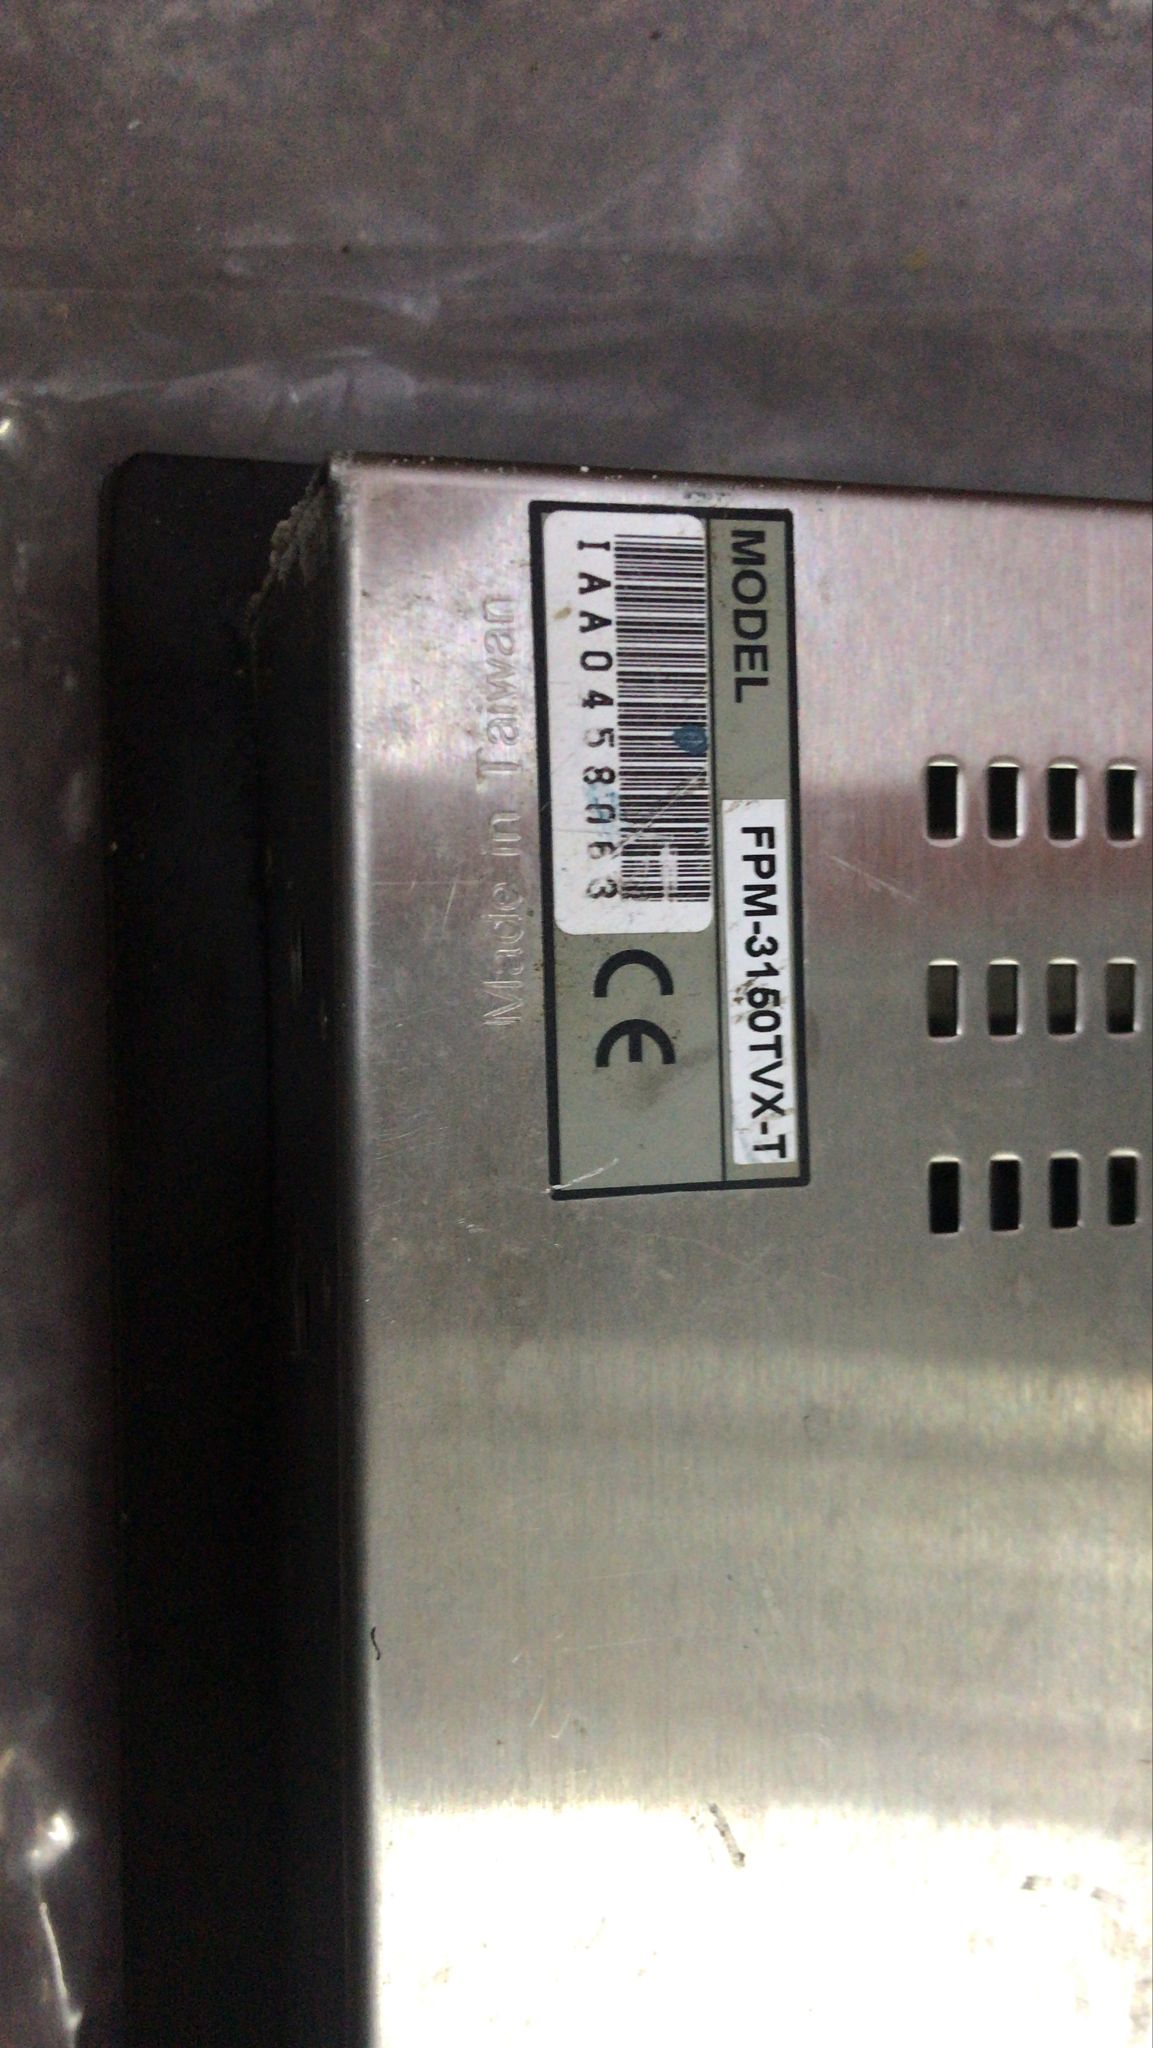 MODEL FPM-3150TVX-T
IAA0458063
CE
Made in Taiwan